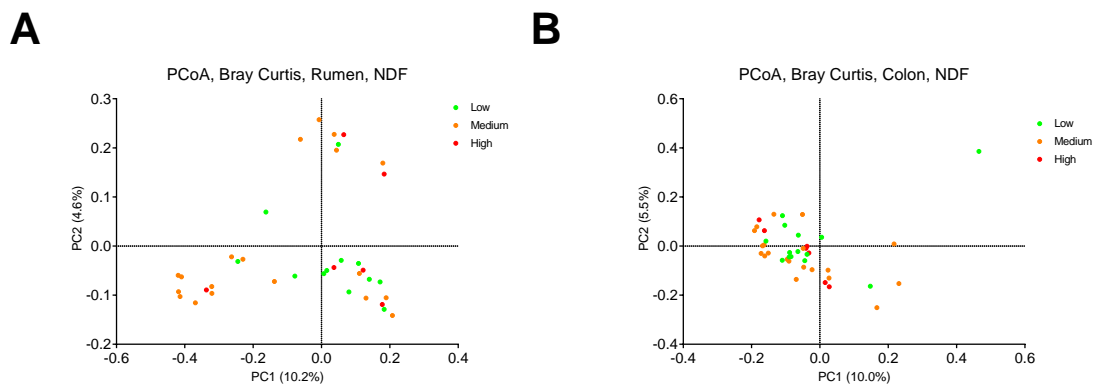 A
PCoA, Bray Curtis, Rumen, NDF
0.3
0.2
0.1
0.0
-0.1
-0.2
-0.6
-0.4
-0.2
0.0
0.2
0.4
PC2 (4.6%)
PC1 (10.2%)
Low
Medium
High
B
PCoA, Bray Curtis, Colon, NDF
0.6
0.4
0.2
0.0
-0.2
-0.4
-0.4
-0.2
0.0
0.2
0.4
0.6
PC2 (5.5%)
PC1 (10.0%)
Low
Medium
High